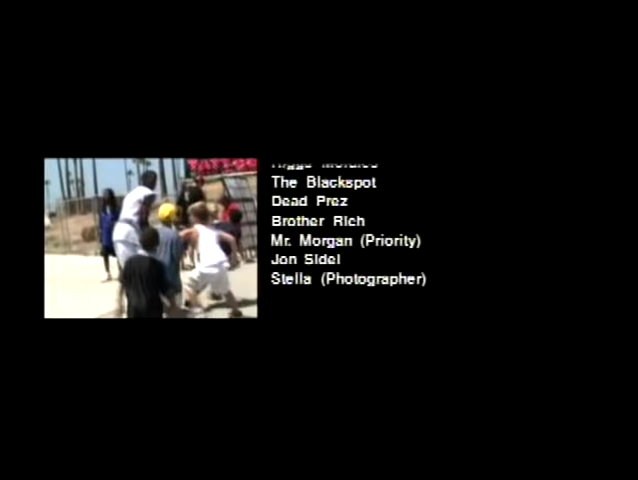 The Blackspot
Dead Prez
Brother Rich
Mr. Morgan (Priority)
Jon Sidel
Stella (Photographer)